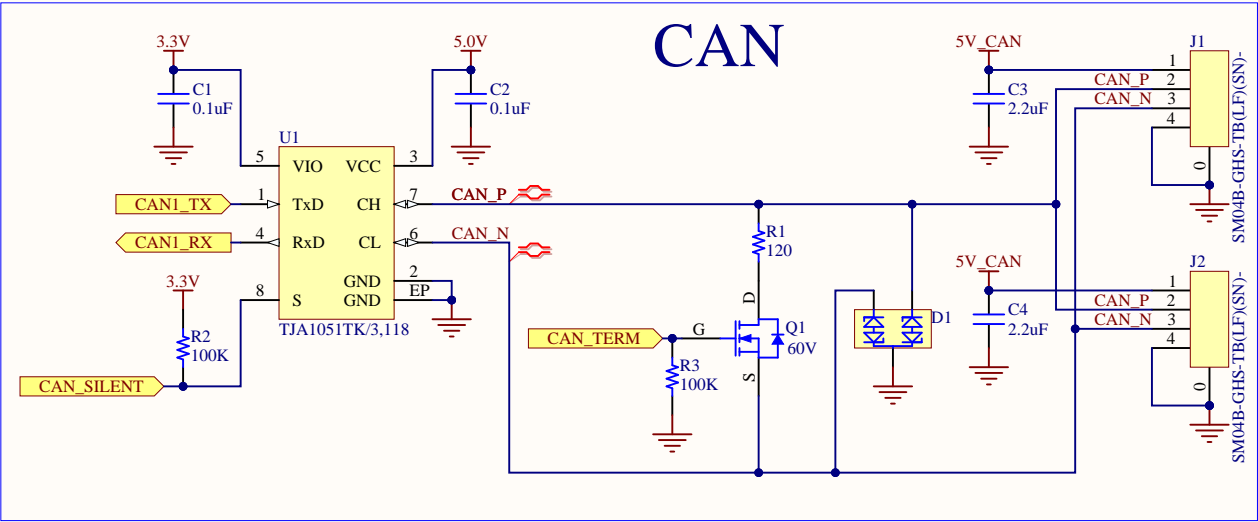 CAN
3.3V
C1
0.1uF
5.0V
C2
0.1uF
U1
5 VIO
VCC 3
CAN1_TX
1 TxD
CH 7
CAN_P
CAN1_RX
4 RxD
CL 6
CAN_N
GND 2
GND EP
8 S
TJA1051TK/3,118
3.3V
R2
100K
CAN_SILENT
R1
120
D
G
S
Q1
60V
CAN_TERM
R3
100K
D1
5V_CAN
C3
2.2uF
J1
1
CAN_P 2
CAN_N 3
4
0
SM04B-GHS-TB(LF)(SN)-
5V_CAN
C4
2.2uF
J2
1
CAN_P 2
CAN_N 3
4
0
SM04B-GHS-TB(LF)(SN)-